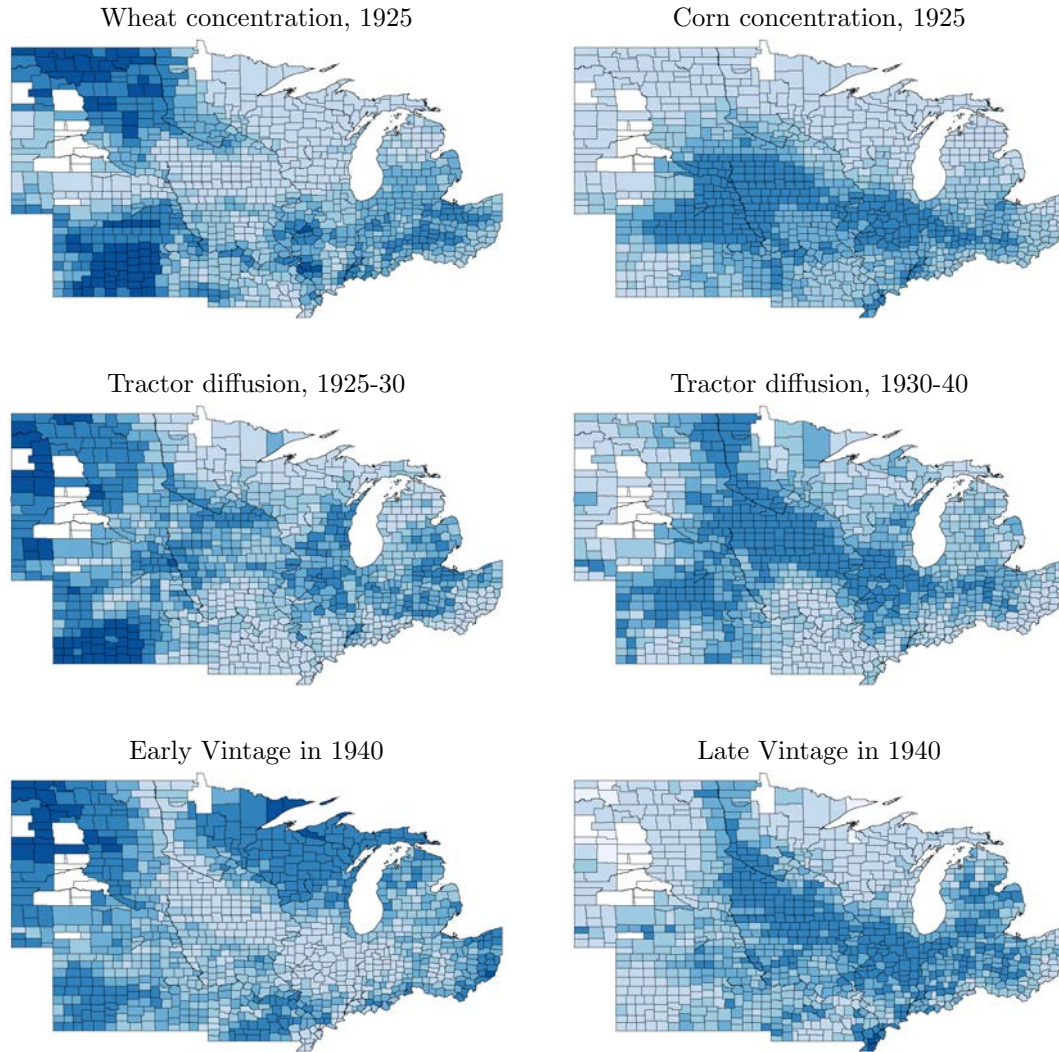 Wheat concentration, 1925
Corn concentration, 1925
Tractor diffusion, 1925-30
Tractor diffusion, 1930-40
Early Vintage in 1940
Late Vintage in 1940